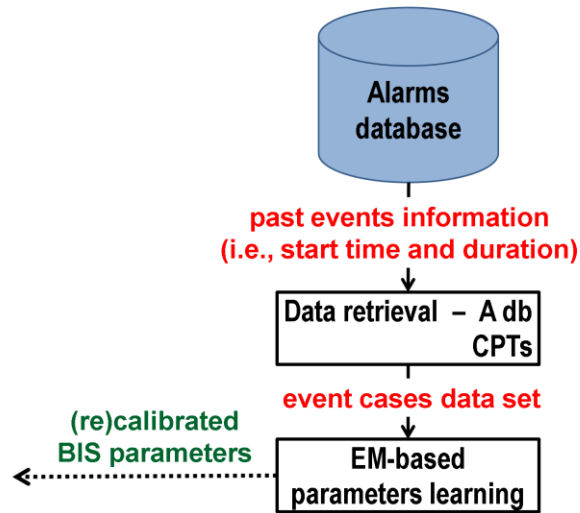 Alarms
database
past events information
(i.e., start time and duration)
Data retrieval – A db
CPTs
event cases data set
(re)calibrated
BIS parameters
EM-based
parameters learning